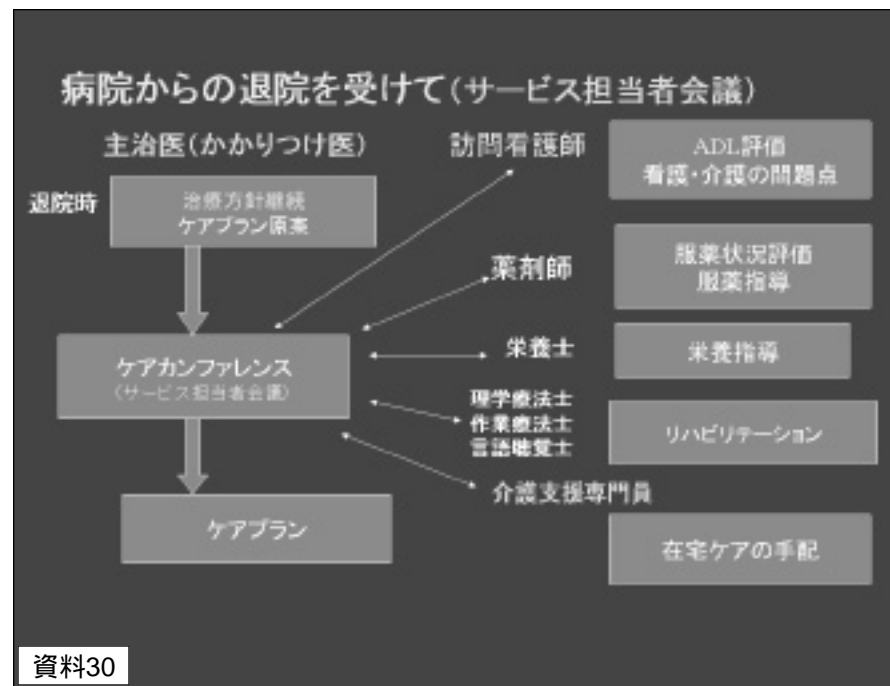 病院からの退院を受けて(サービス担当者会議)
主治医(かかりつけ医)
退院時
治療方針継続
ケアプラン原案
ケアカンファレンス
(サービス担当者会議)
ケアプラン
訪問看護師
ADL評価
看護・介護の問題点
薬剤師
服薬状況評価
服薬指導
栄養士
栄養指導
理学療法士
作業療法士
言語聴覚士
リハビリテーション
介護支援専門員
在宅ケアの手配
資料30